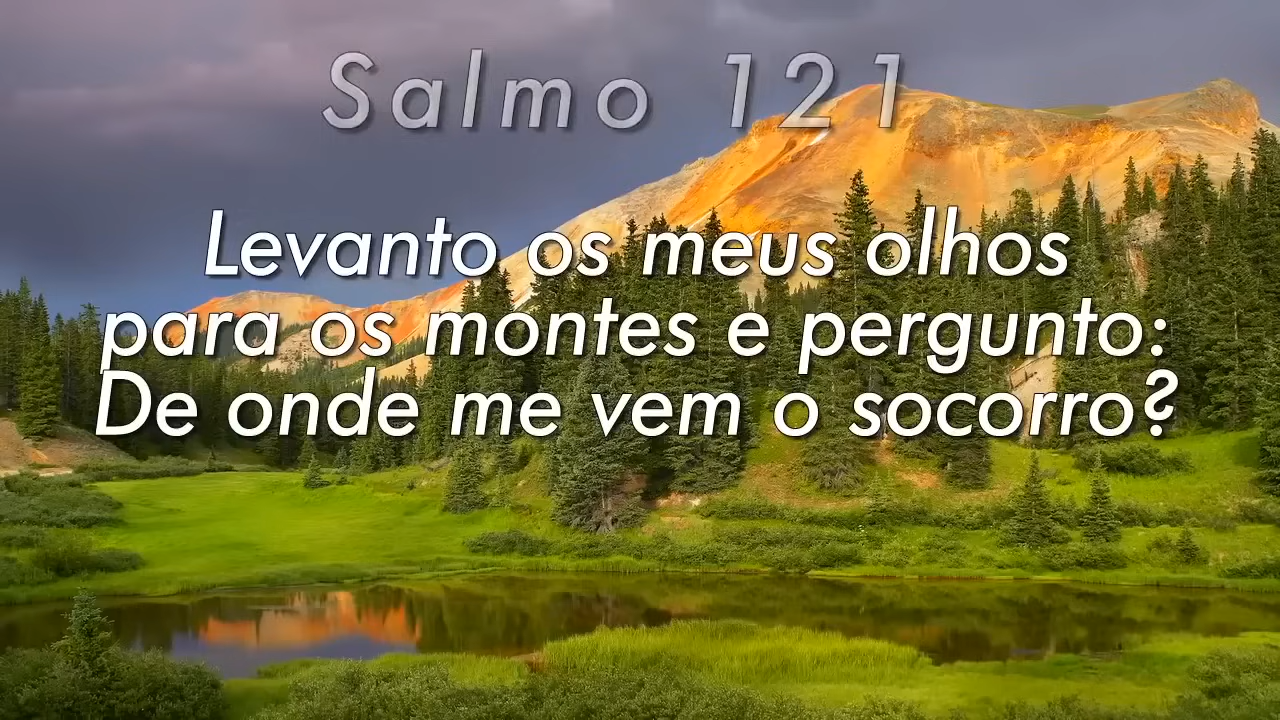 Salmo 121
Levanto os meus olhos
para os montes e pergunto:
De onde me vem o socorro?